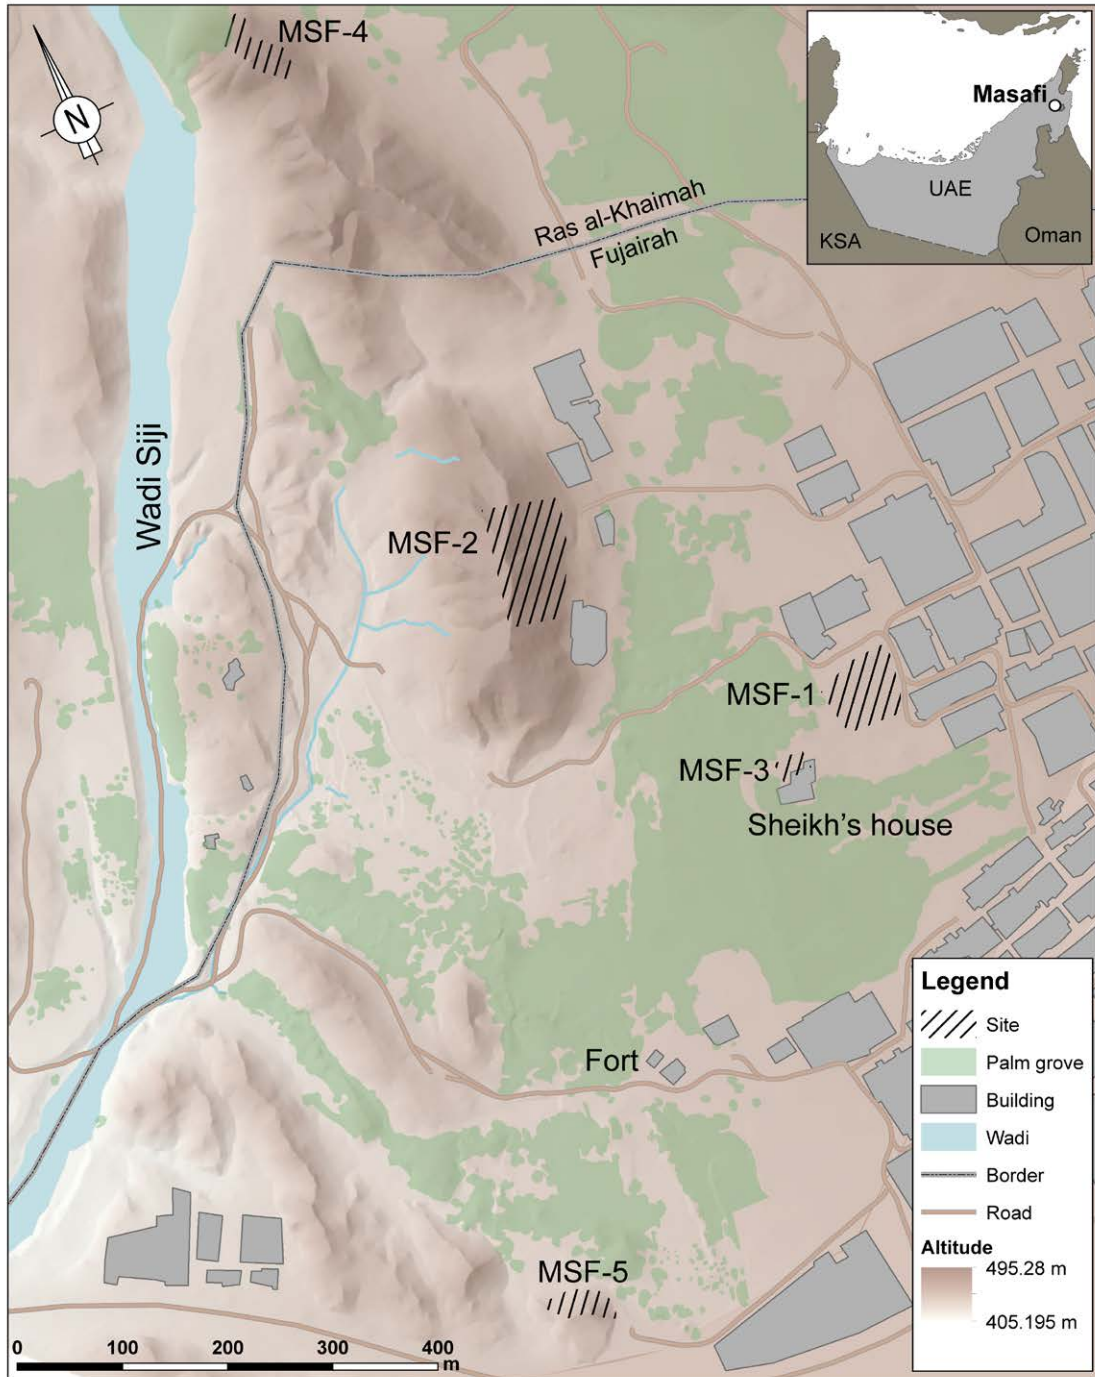 MSF-4
N
Masafi
UAE
KSA
Oman
Ras al-Khaimah
Fujairah
Wadi Siji
MSF-2
MSF-1
MSF-3
Sheikh's house
Fort
MSF-5
Legend
Site
Palm grove
Building
Wadi
Border
Road
Altitude
495.28 m
405.195 m
0 100 200 300 400
m